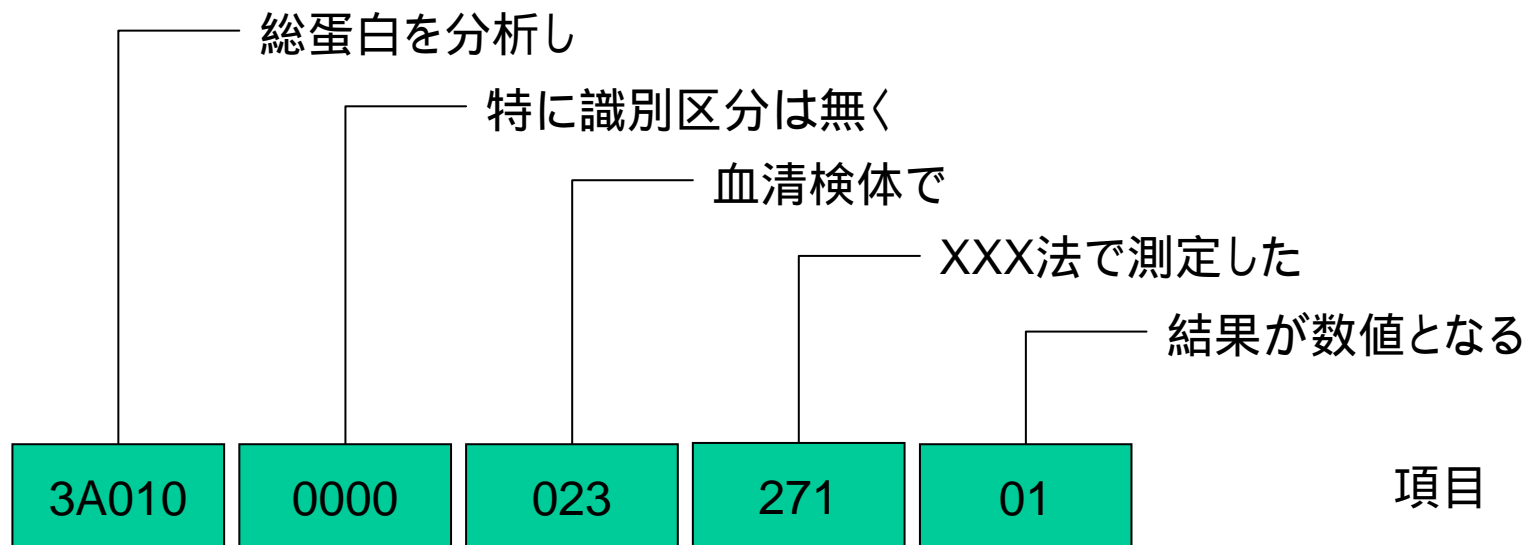 総蛋白を分析し
特に識別区分は無く
血清検体で
XXX法で測定した
結果が数値となる
3A010 0000 023 271 01 項目